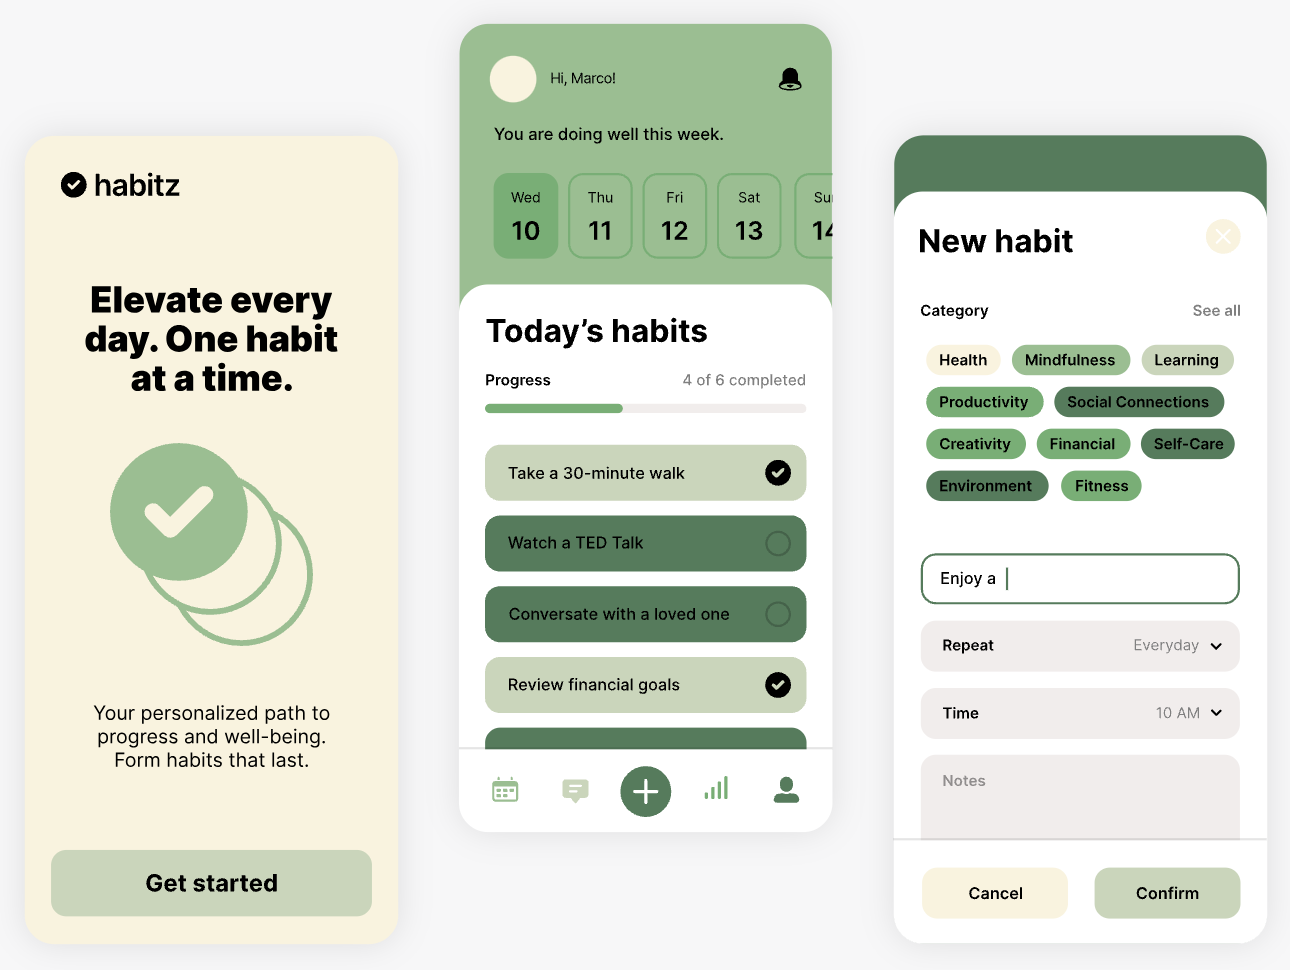 habitz
Elevate every
day. One habit
at a time.
Your personalized path to
progress and well-being.
Form habits that last.
Get started
Hi, Marco!
You are doing well this week.
Wed Thu Fri Sat Sun
10 11 12 13 14
Today’s habits
Progress 4 of 6 completed
Take a 30-minute walk
Watch a TED Talk
Conversate with a loved one
Review financial goals
New habit
Category See all
Health Mindfulness Learning
Productivity Social Connections
Creativity Financial Self-Care
Environment Fitness
Enjoy a
Repeat Everyday
Time 10 AM
Notes
Cancel Confirm